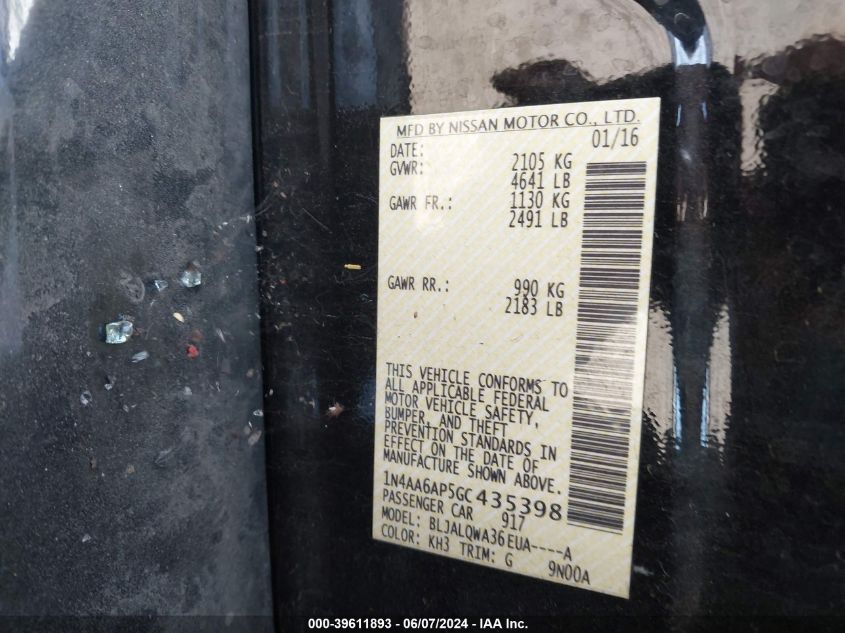 MFD BY NISSAN MOTOR CO., LTD.
DATE: 01/16
GVWR: 2105 KG
4641 LB
GAWR FR.: 1130 KG
2491 LB
GAWR RR.: 990 KG
2183 LB
THIS VEHICLE CONFORMS TO
ALL APPLICABLE FEDERAL
MOTOR VEHICLE SAFETY,
BUMPER, AND THEFT
PREVENTION STANDARDS IN
EFFECT ON THE DATE OF
MANUFACTURE SHOWN ABOVE.
1N4AA6AP5GC435398
PASSENGER CAR 917
MODEL: BLJALQWA36EUA----A
COLOR: KH3 TRIM: G 9N00A
000-39611893 - 06/07/2024 - IAA Inc.